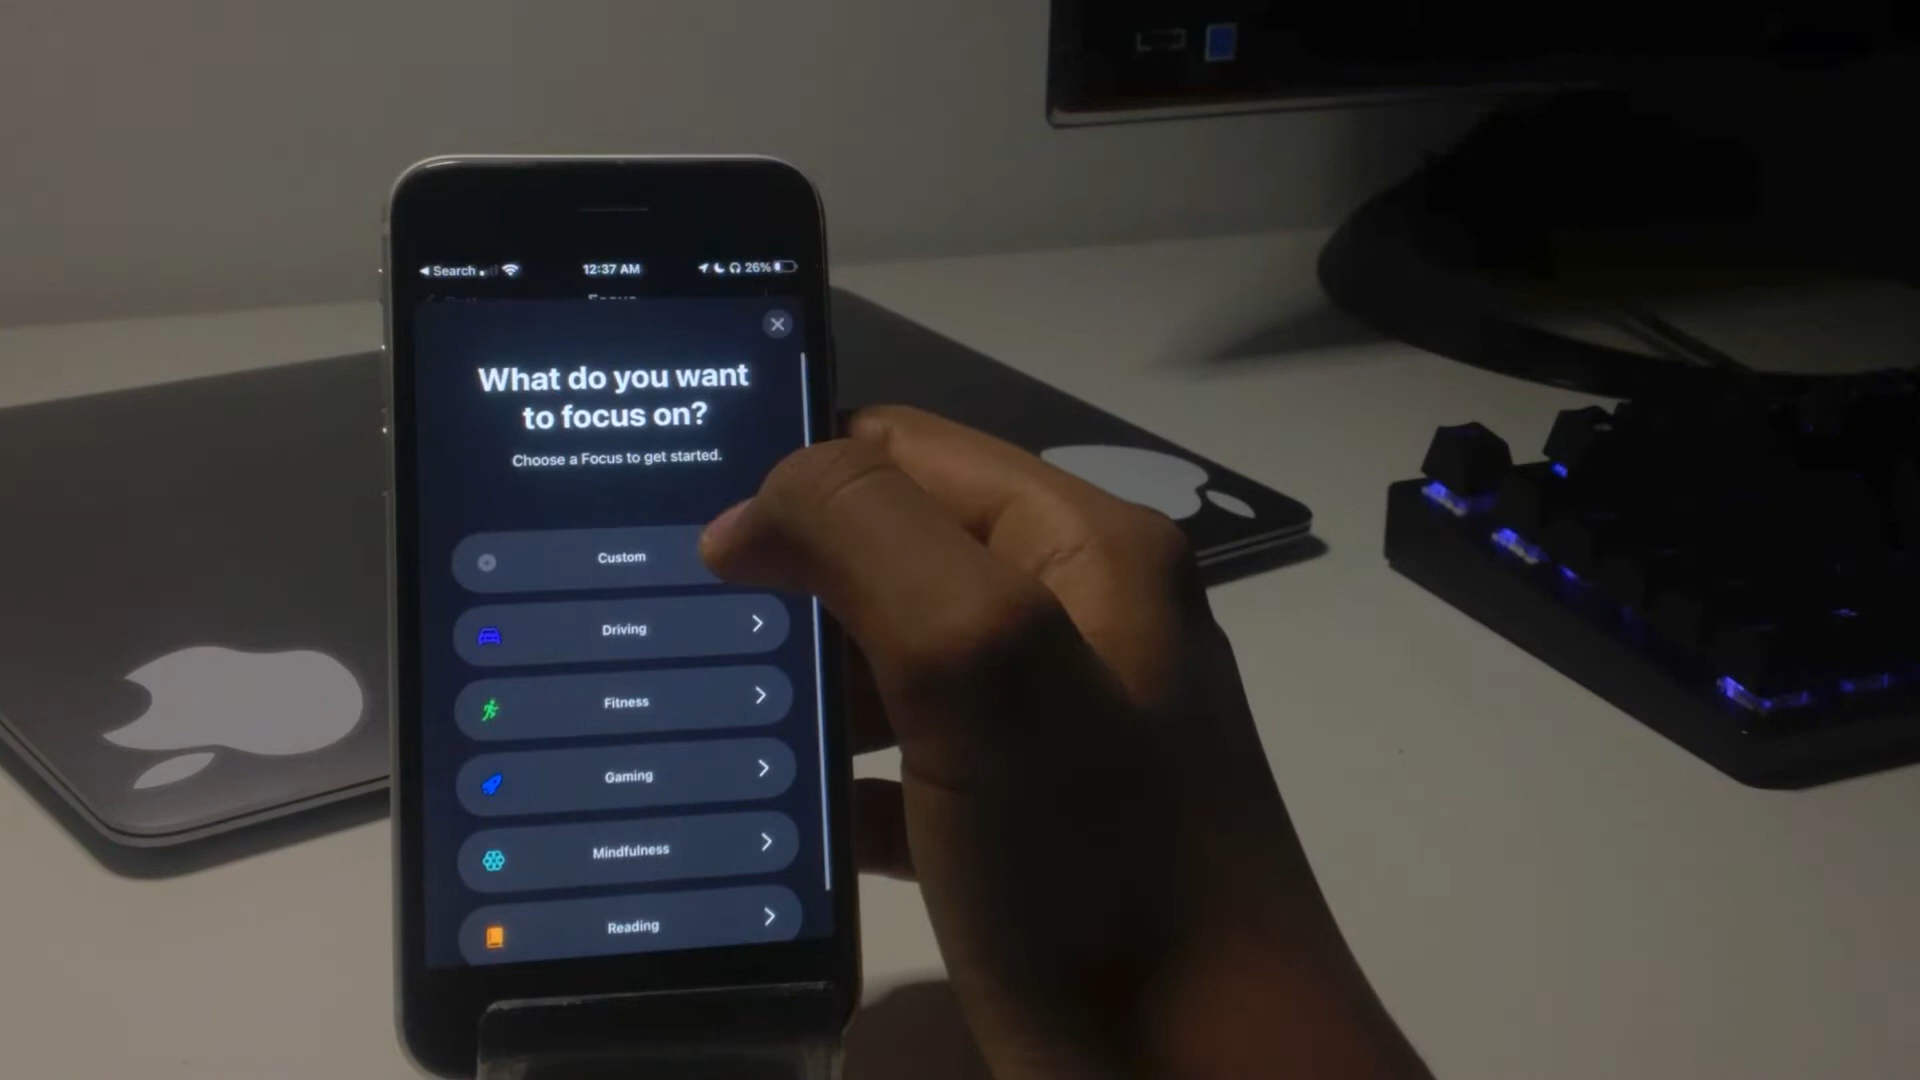 Search
12:37 AM
26%
Focus
What do you want
to focus on?
Choose a Focus to get started.
Custom
Driving
Fitness
Gaming
Mindfulness
Reading